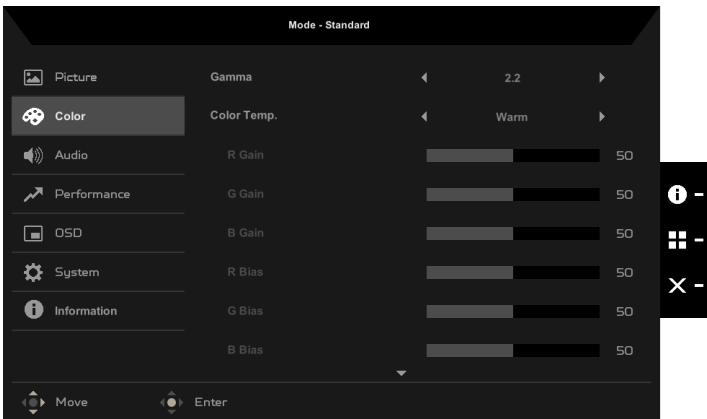 Mode - Standard
Picture
Gamma 2.2
Color
Color Temp. Warm
Audio
R Gain 50
Performance
G Gain 50
OSD
B Gain 50
System
R Bias 50
Information
G Bias 50
B Bias 50
Move Enter